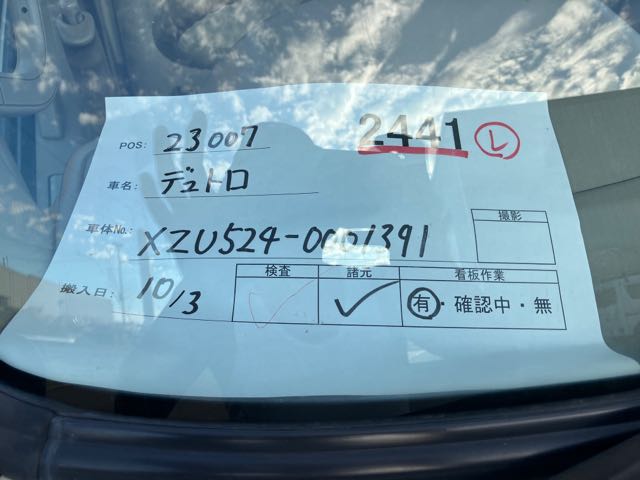 POS: 23007 2441 Ⓛ
車名: デュトロ
車体No.: XZU524-0001391
撮影
搬入日: 10/3
検査 諸元 看板作業
✓ ✓ 有・確認中・無